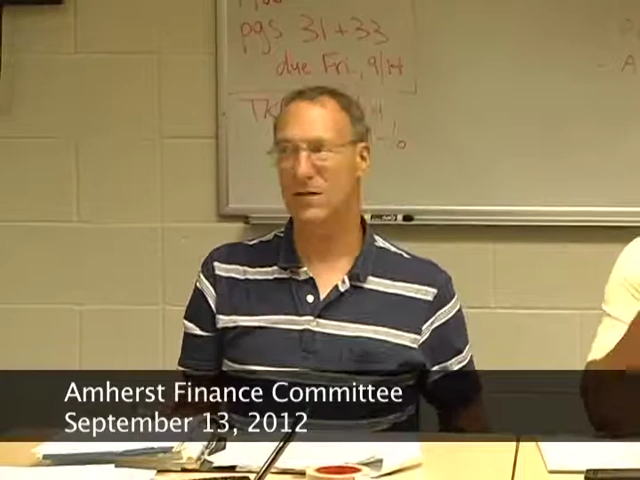 pgs 31+33
due Fri, 9/14
Amherst Finance Committee
September 13, 2012